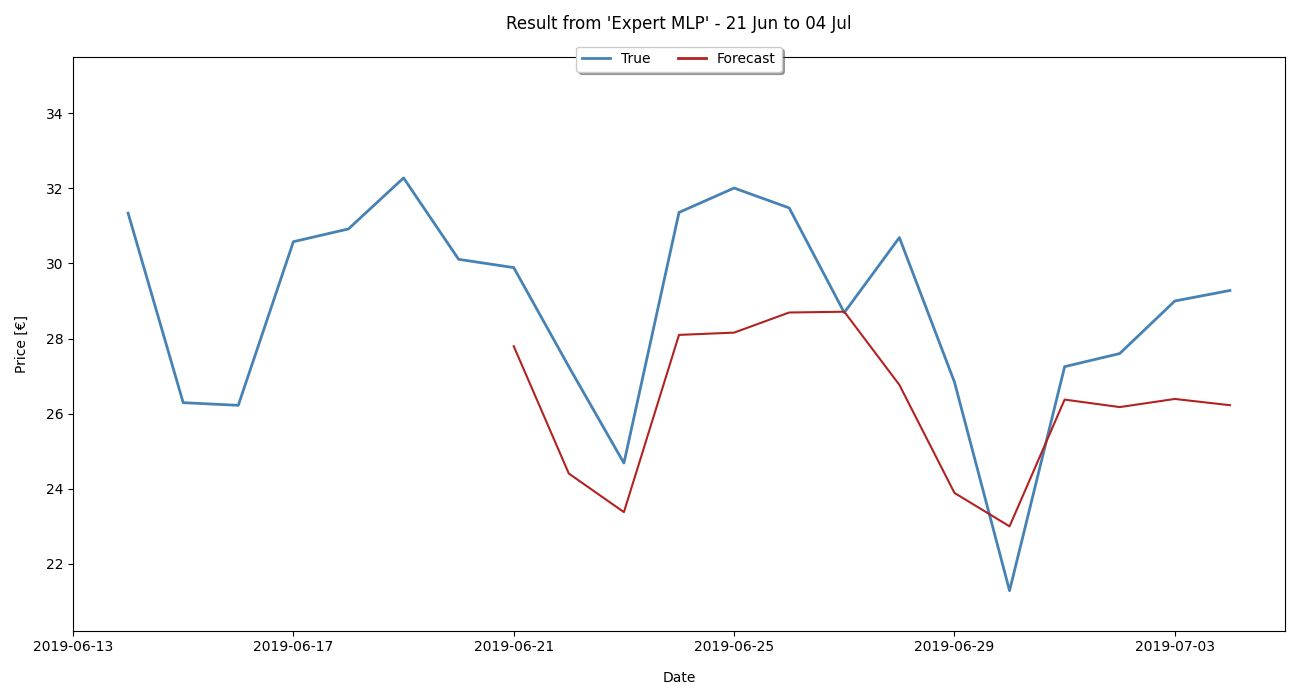 Result from 'Expert MLP' - 21 Jun to 04 Jul
True Forecast
34
32
30
28
26
24
22
Price [€]
2019-06-13 2019-06-17 2019-06-21 2019-06-25 2019-06-29 2019-07-03
Date